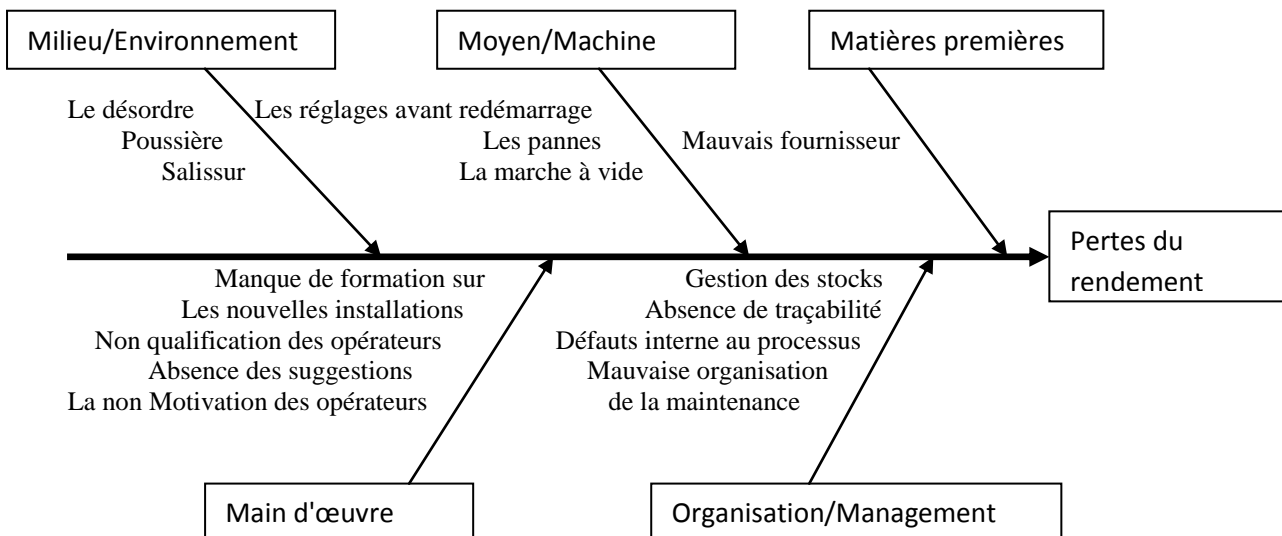 Milieu/Environnement
Moyen/Machine
Matières premières
Le désordre
Poussière
Salissur
Les réglages avant redémarrage
Les pannes
La marche à vide
Mauvais fournisseur
Pertes du
rendement
Manque de formation sur
Les nouvelles installations
Non qualification des opérateurs
Absence des suggestions
La non Motivation des opérateurs
Gestion des stocks
Absence de traçabilité
Défauts interne au processus
Mauvaise organisation
de la maintenance
Main d'œuvre
Organisation/Management